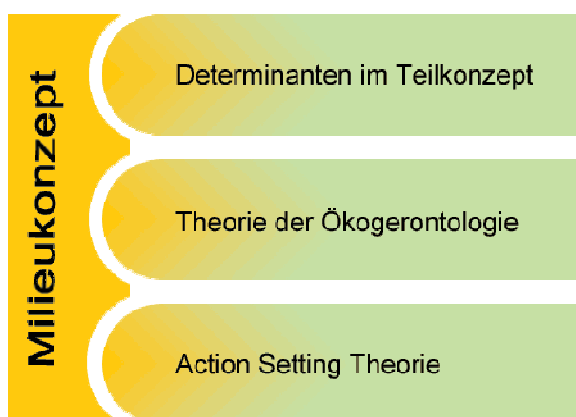 Milieukonzept
Determinanten im Teilkonzept
Theorie der Ökogerontologie
Action Setting Theorie